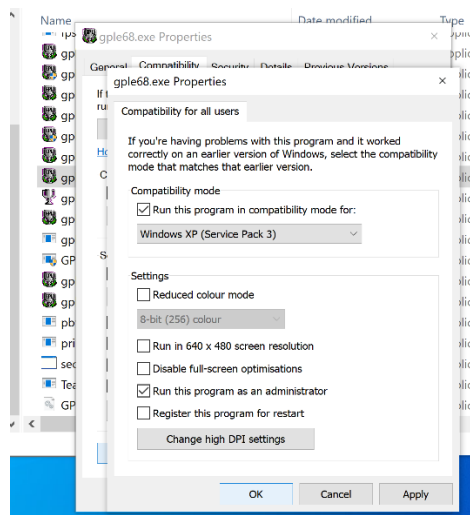 Name
Date modified
Type
gple68.exe Properties
General Compatibility Security Details Previous Versions
gple68.exe Properties
Compatibility for all users
If you're having problems with this program and it worked
correctly on an earlier version of Windows, select the compatibility
mode that matches that earlier version.
Compatibility mode
Run this program in compatibility mode for:
Windows XP (Service Pack 3)
Settings
Reduced colour mode
8-bit (256) colour
Run in 640 x 480 screen resolution
Disable full-screen optimisations
Run this program as an administrator
Register this program for restart
Change high DPI settings
OK Cancel Apply